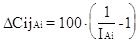 ΔCij_Ai = 100·(1/I_Ai -1)